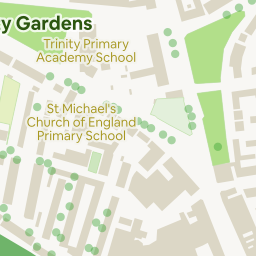 y Gardens
Trinity Primary
Academy School
St Michael's
Church of England
Primary School